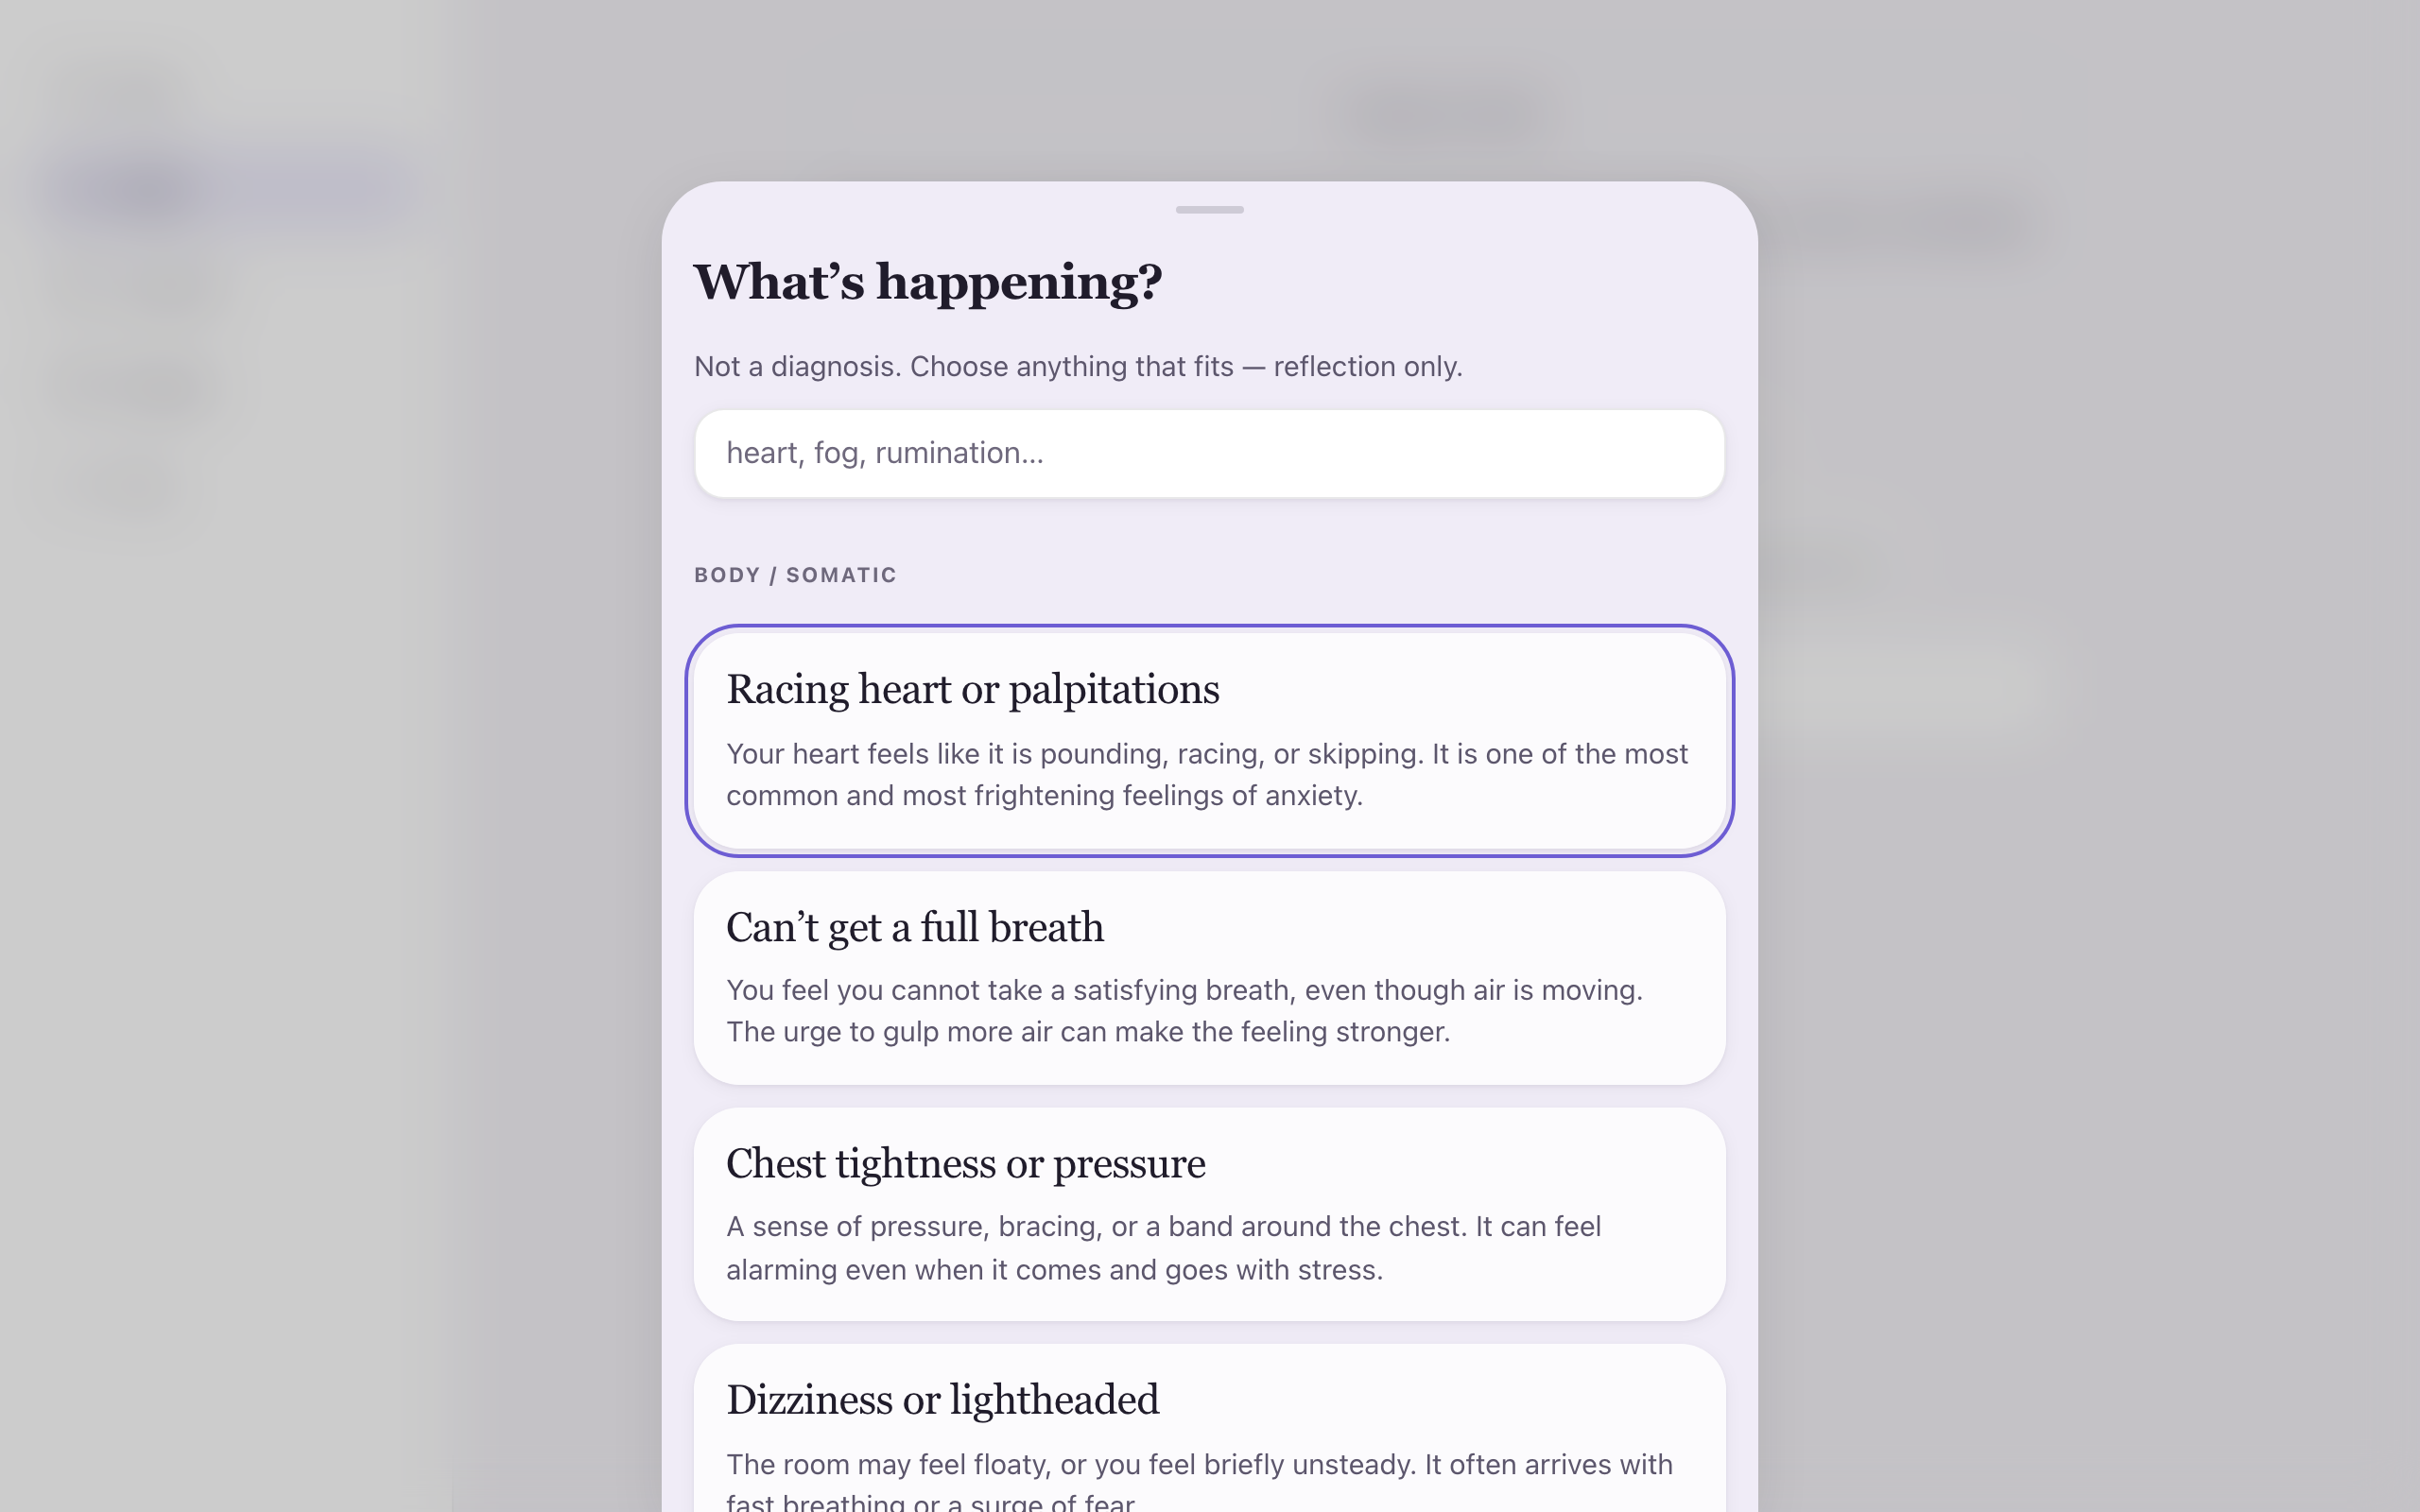 What’s happening?
Not a diagnosis. Choose anything that fits — reflection only.
heart, fog, rumination...
BODY / SOMATIC
Racing heart or palpitations
Your heart feels like it is pounding, racing, or skipping. It is one of the most
common and most frightening feelings of anxiety.
Can’t get a full breath
You feel you cannot take a satisfying breath, even though air is moving.
The urge to gulp more air can make the feeling stronger.
Chest tightness or pressure
A sense of pressure, bracing, or a band around the chest. It can feel
alarming even when it comes and goes with stress.
Dizziness or lightheaded
The room may feel floaty, or you feel briefly unsteady. It often arrives with
fast breathing or a surge of fear.